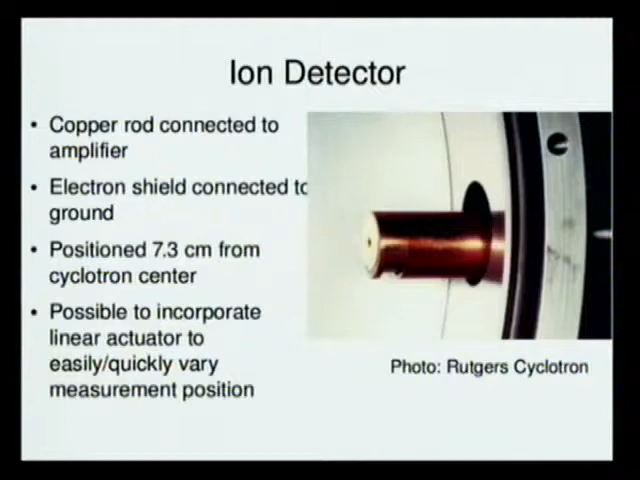 Ion Detector
• Copper rod connected to
amplifier
• Electron shield connected to
ground
• Positioned 7.3 cm from
cyclotron center
• Possible to incorporate
linear actuator to
easily/quickly vary
measurement position
Photo: Rutgers Cyclotron